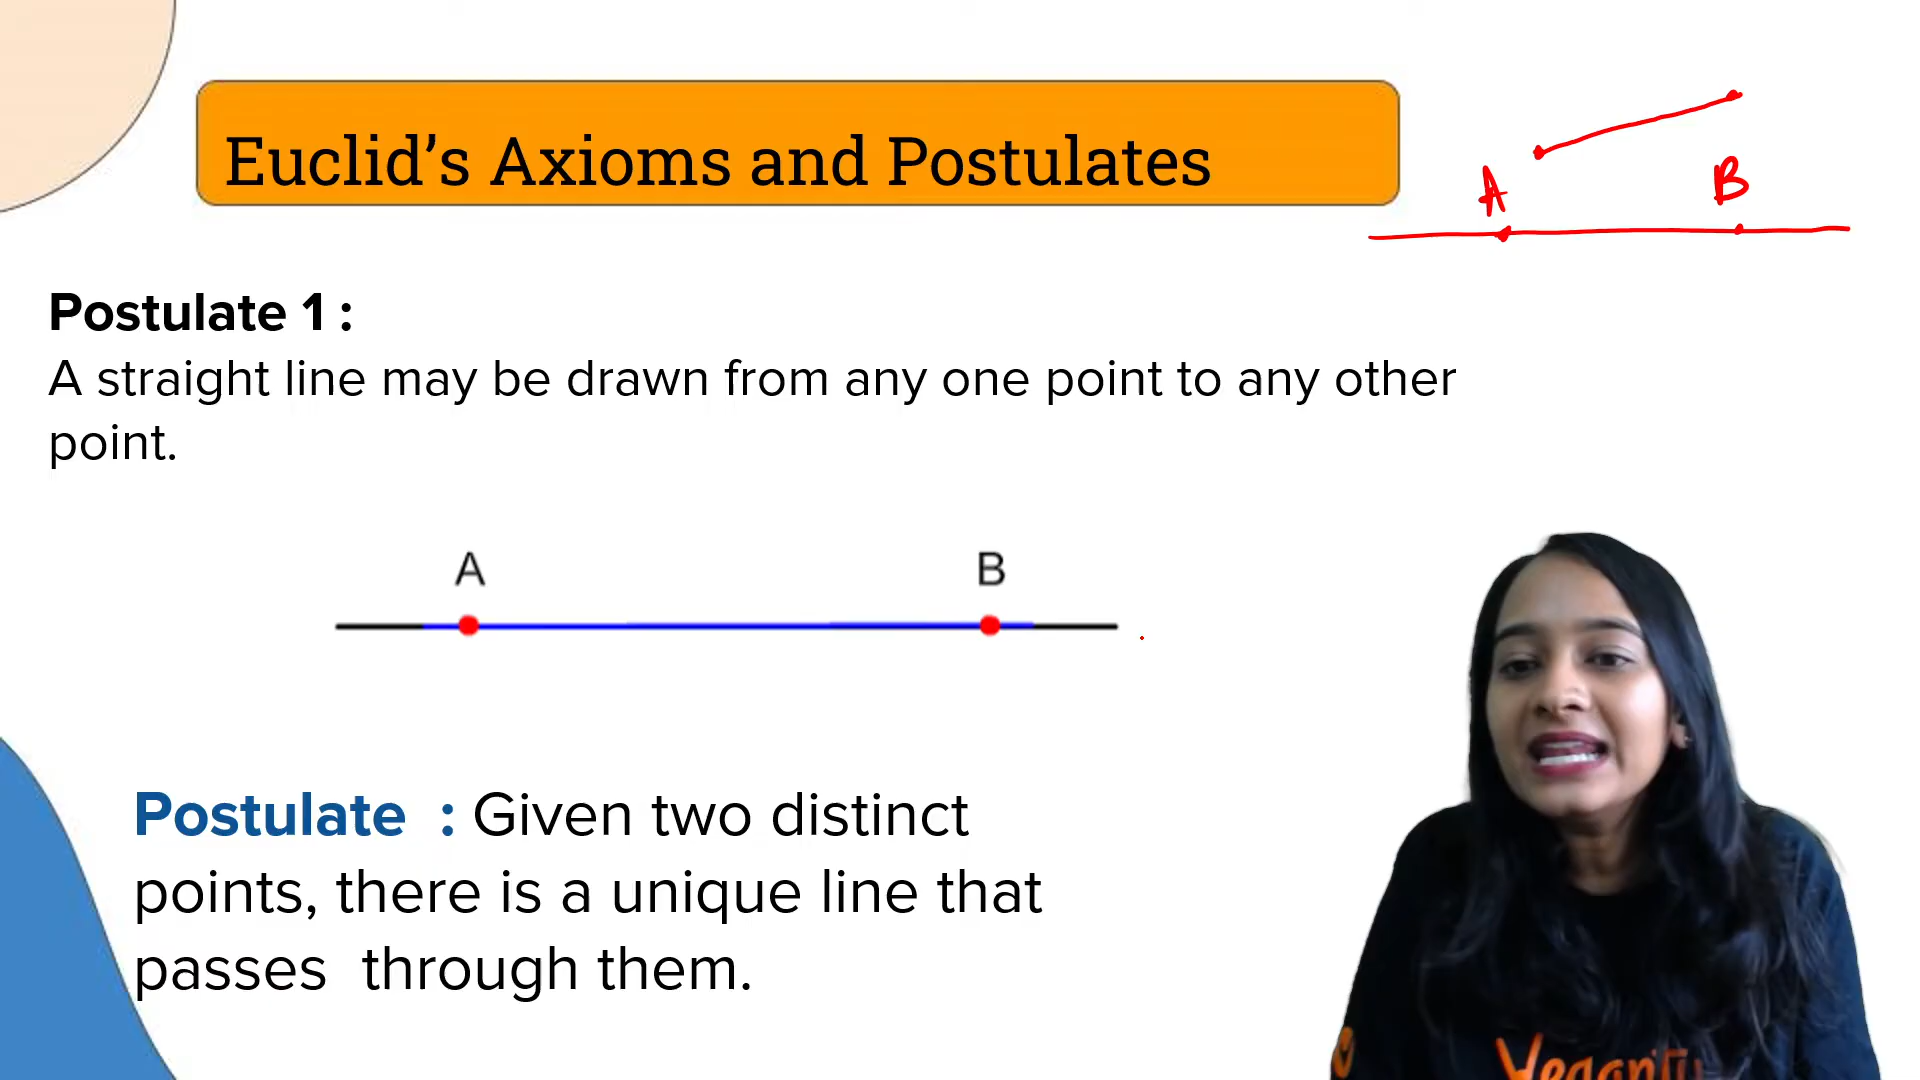 Euclid’s Axioms and Postulates
A
B
Postulate 1 :
A straight line may be drawn from any one point to any other
point.
A B
Postulate : Given two distinct
points, there is a unique line that
passes through them.